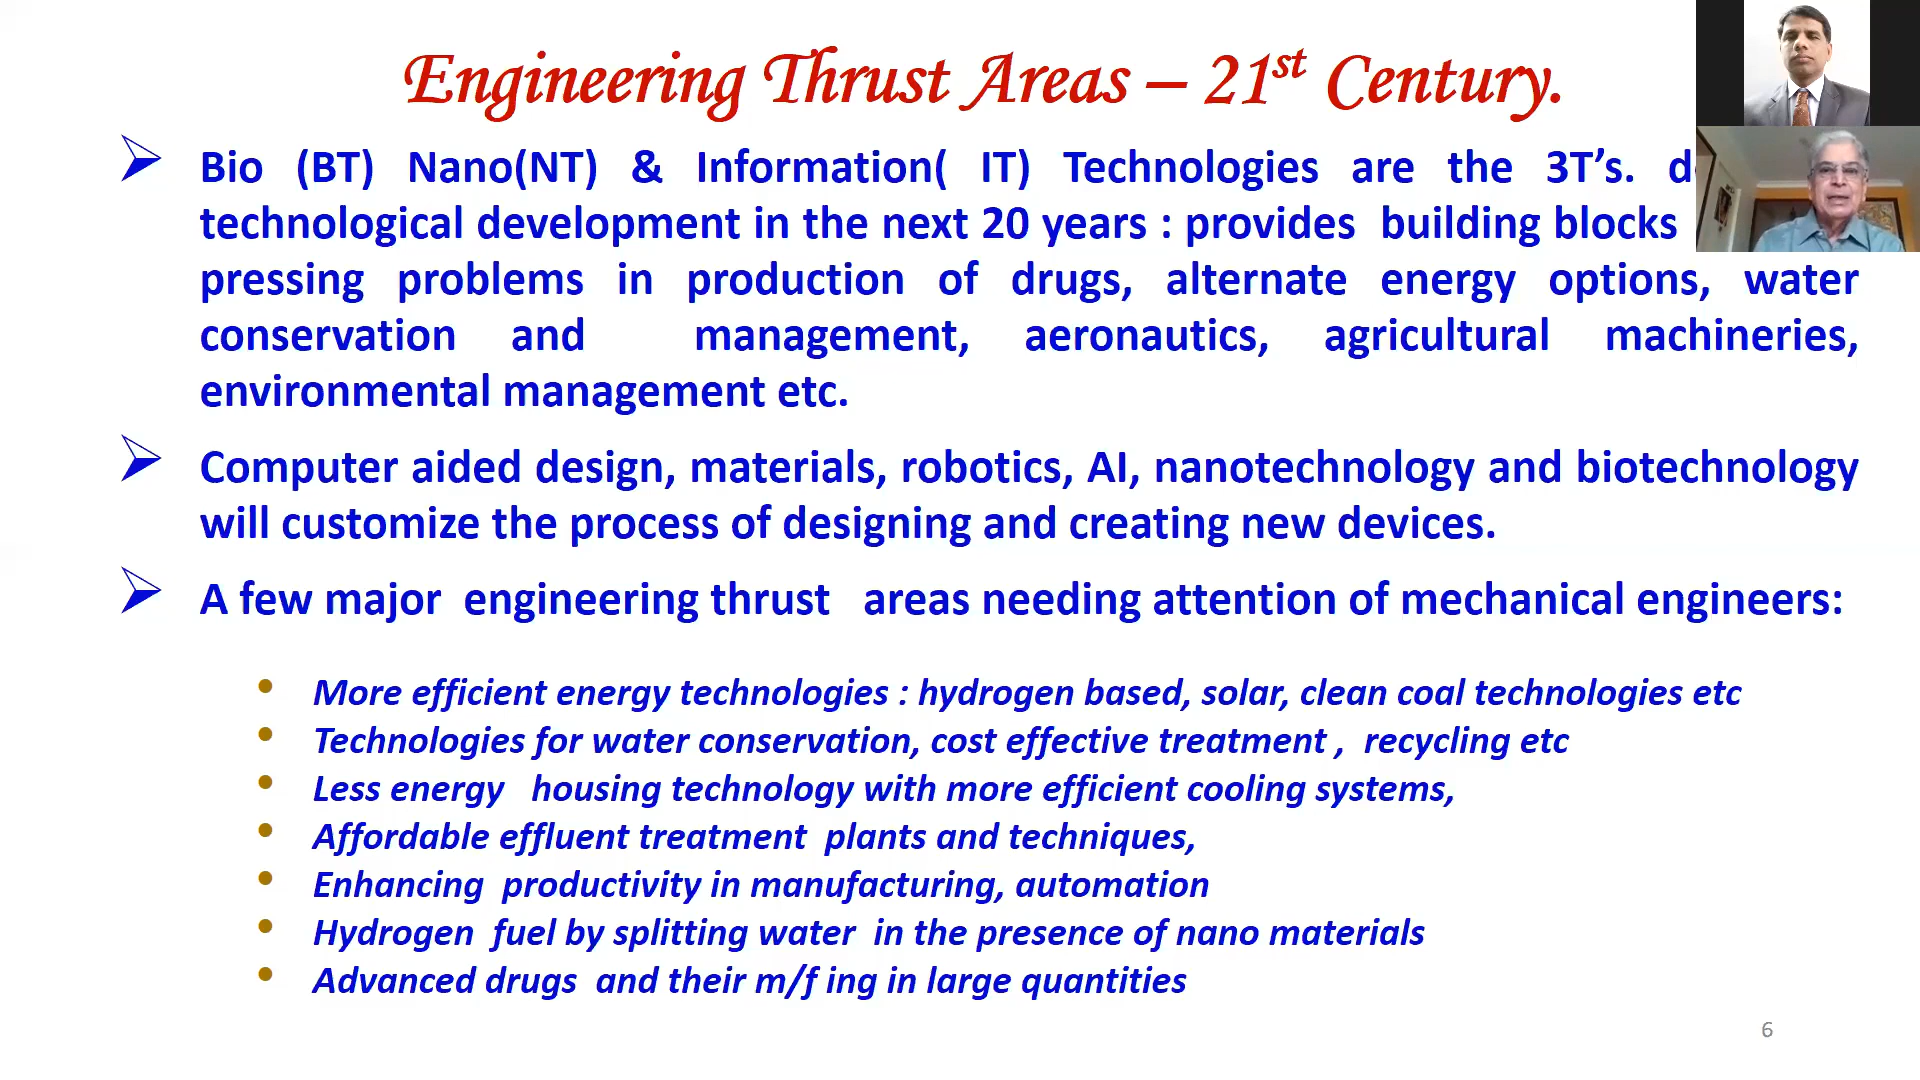 Engineering Thrust Areas – 21st Century.
Bio (BT) Nano(NT) & Information( IT) Technologies are the 3T’s.
technological development in the next 20 years : provides building blocks
pressing problems in production of drugs, alternate energy options, water
conservation and management, aeronautics, agricultural machineries,
environmental management etc.
Computer aided design, materials, robotics, AI, nanotechnology and biotechnology
will customize the process of designing and creating new devices.
A few major engineering thrust areas needing attention of mechanical engineers:
More efficient energy technologies : hydrogen based, solar, clean coal technologies etc
Technologies for water conservation, cost effective treatment , recycling etc
Less energy housing technology with more efficient cooling systems,
Affordable effluent treatment plants and techniques,
Enhancing productivity in manufacturing, automation
Hydrogen fuel by splitting water in the presence of nano materials
Advanced drugs and their m/f ing in large quantities
6